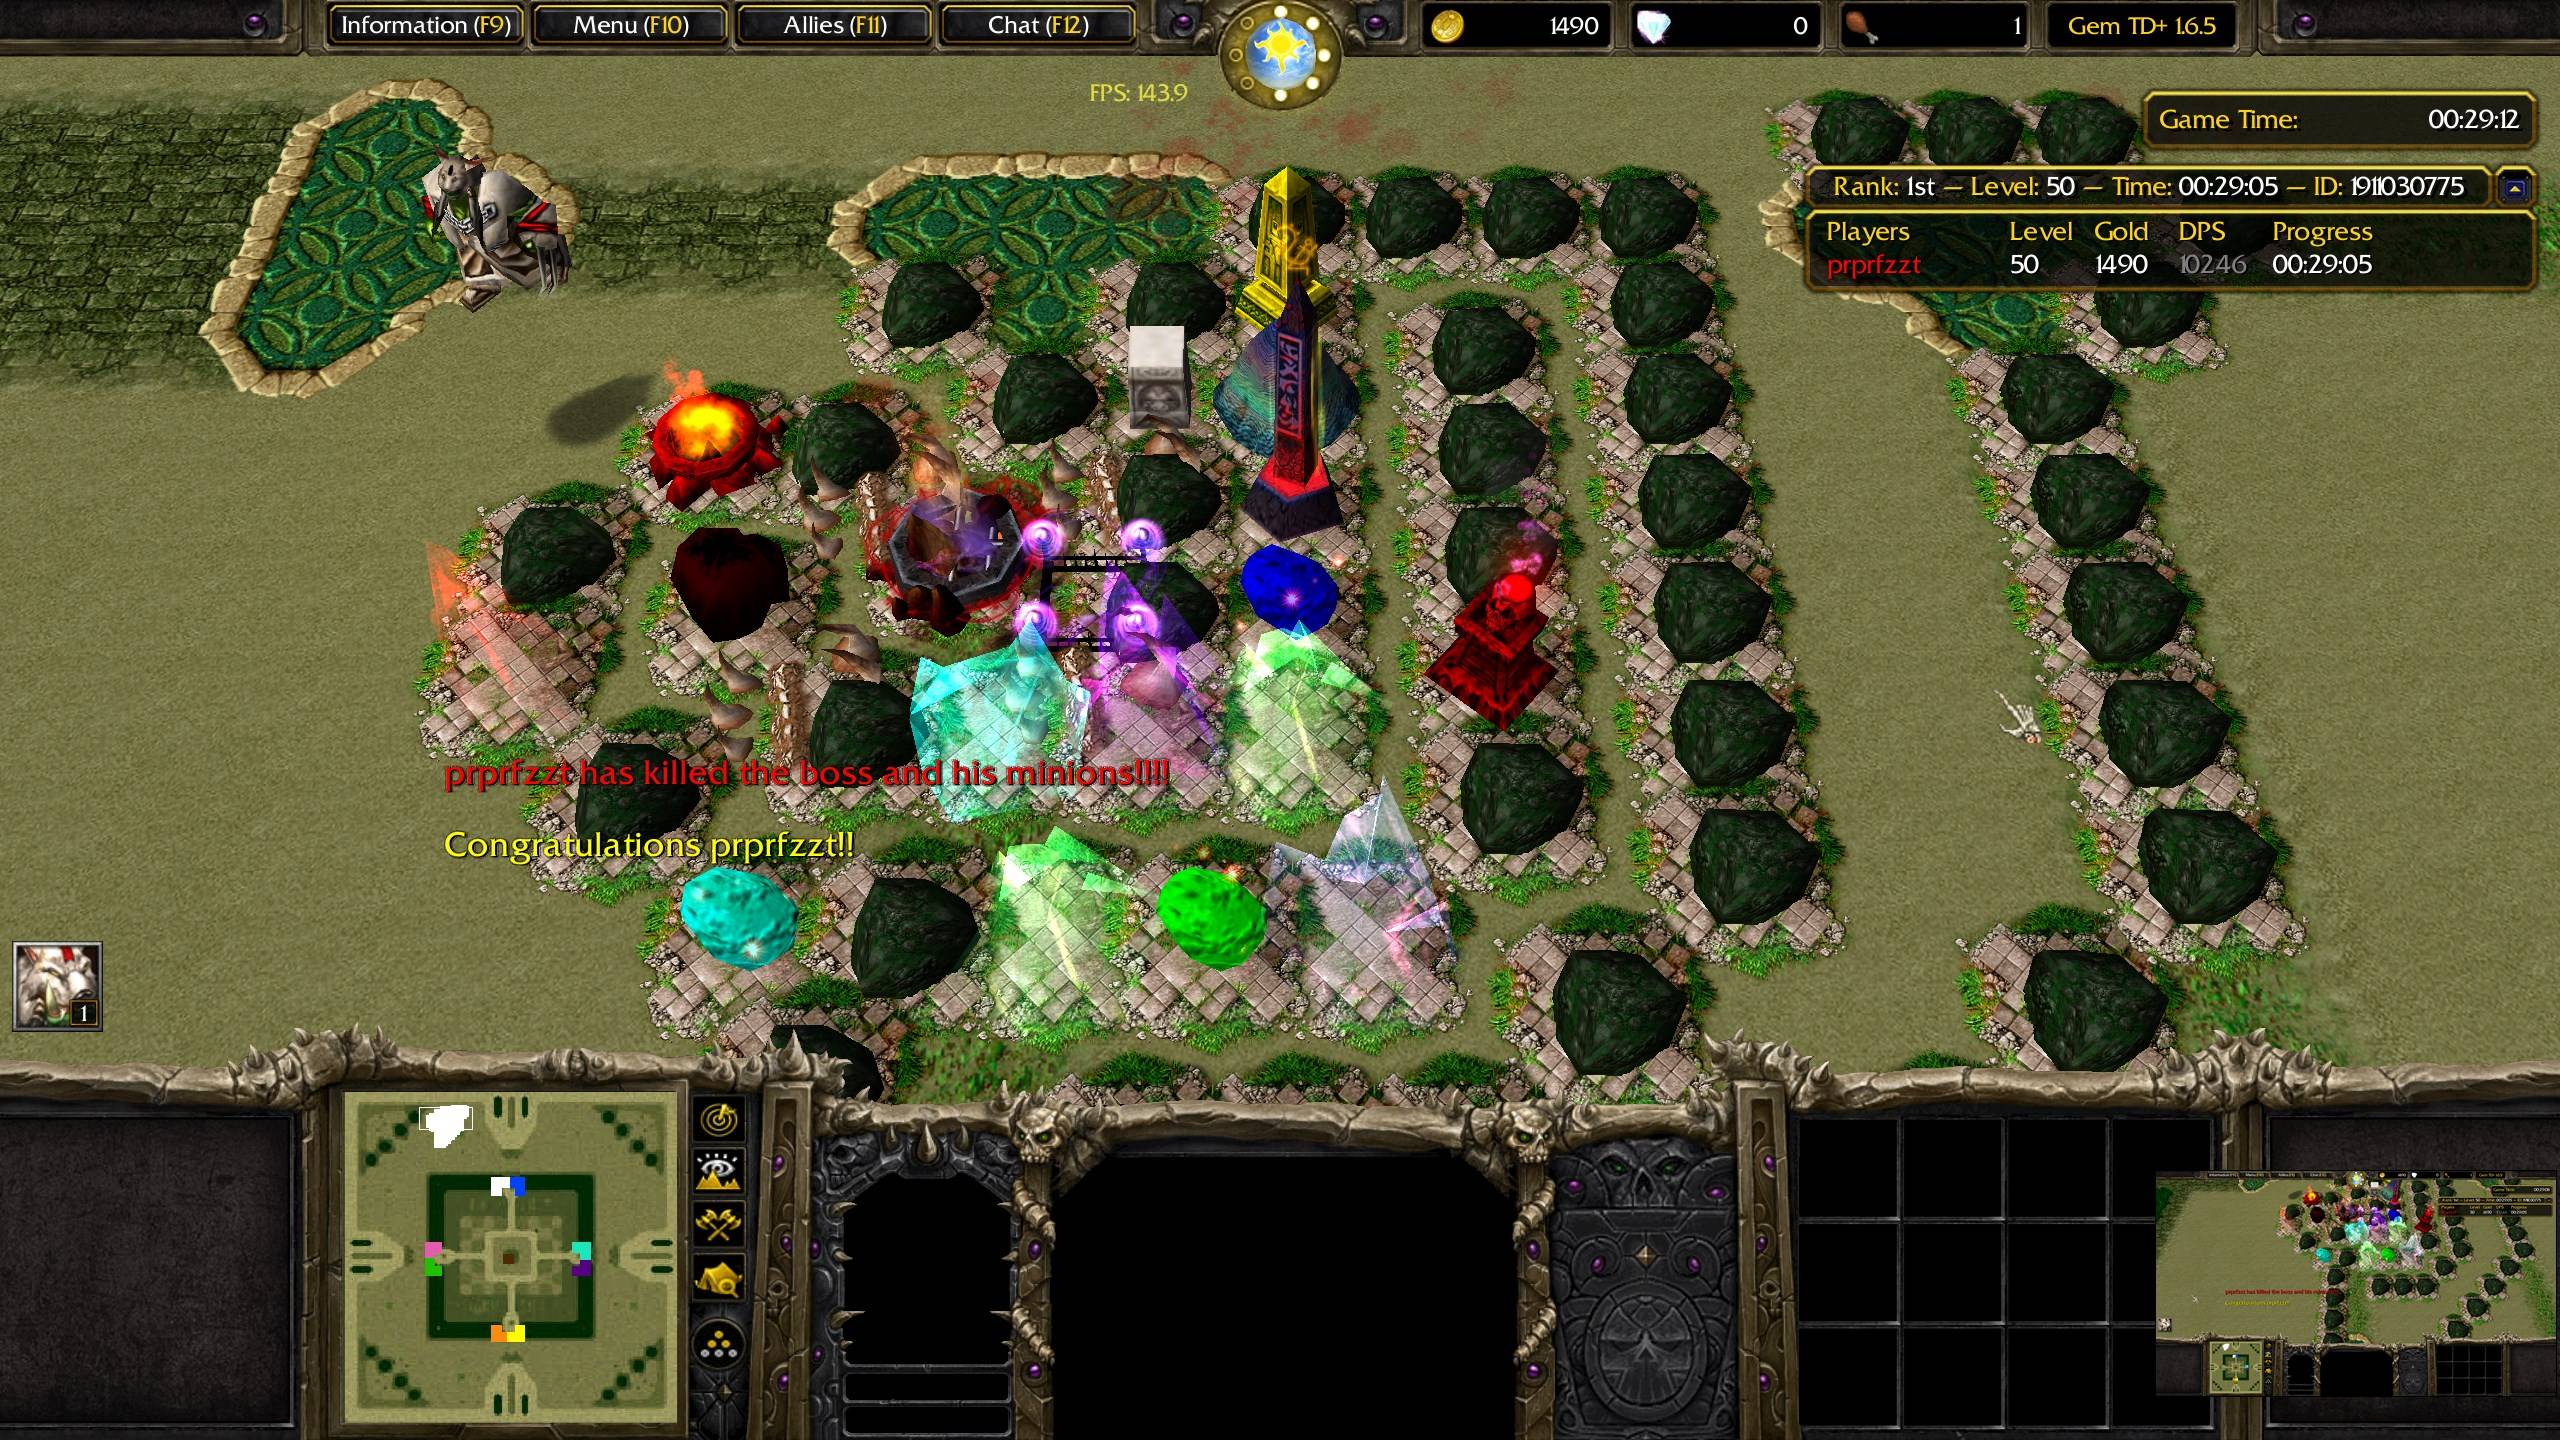 Information (F9) Menu (F10) Allies (F11) Chat (F12) 1490 0 1 Gem TD+ 1.6.5
FPS: 143.9
Game Time: 00:29:12
Rank: 1st – Level: 50 – Time: 00:29:05 – ID: 1911030775
Players Level Gold DPS Progress
prprfzzt 50 1490 10246 00:29:05
prprfzzt has killed the boss and his minions!!!!
Congratulations prprfzzt!!
1